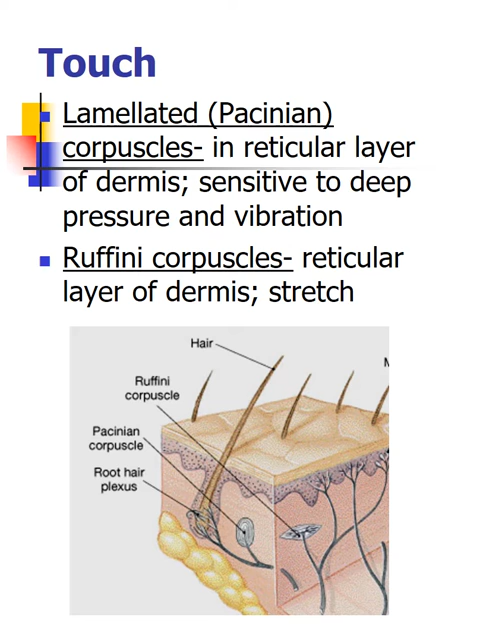 Touch
Lamellated (Pacinian)
corpuscles- in reticular layer
of dermis; sensitive to deep
pressure and vibration
Ruffini corpuscles- reticular
layer of dermis; stretch
Hair
Ruffini
corpuscle
Pacinian
corpuscle
Root hair
plexus